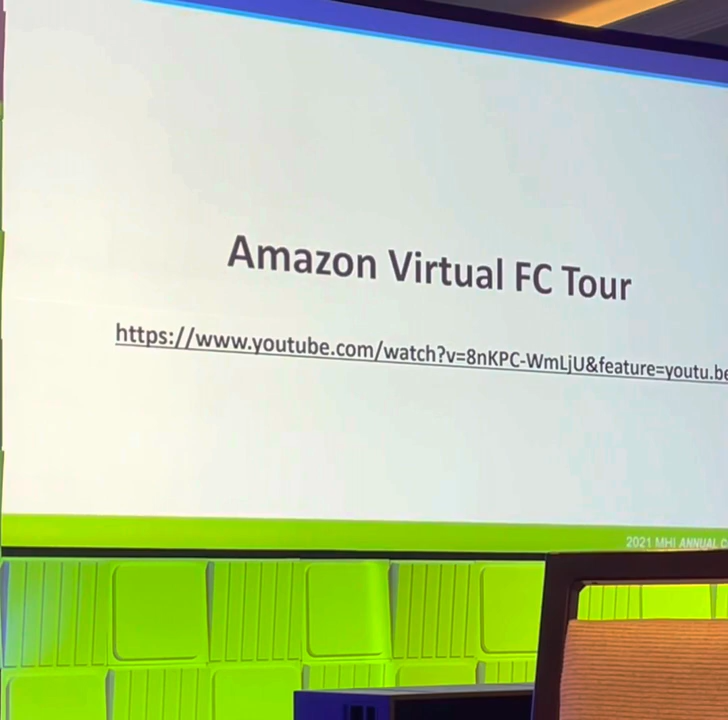 Amazon Virtual FC Tour
https://www.youtube.com/watch?v=8nKPC-WmLjU&feature=youtu.be
2021 MHI ANNUAL C